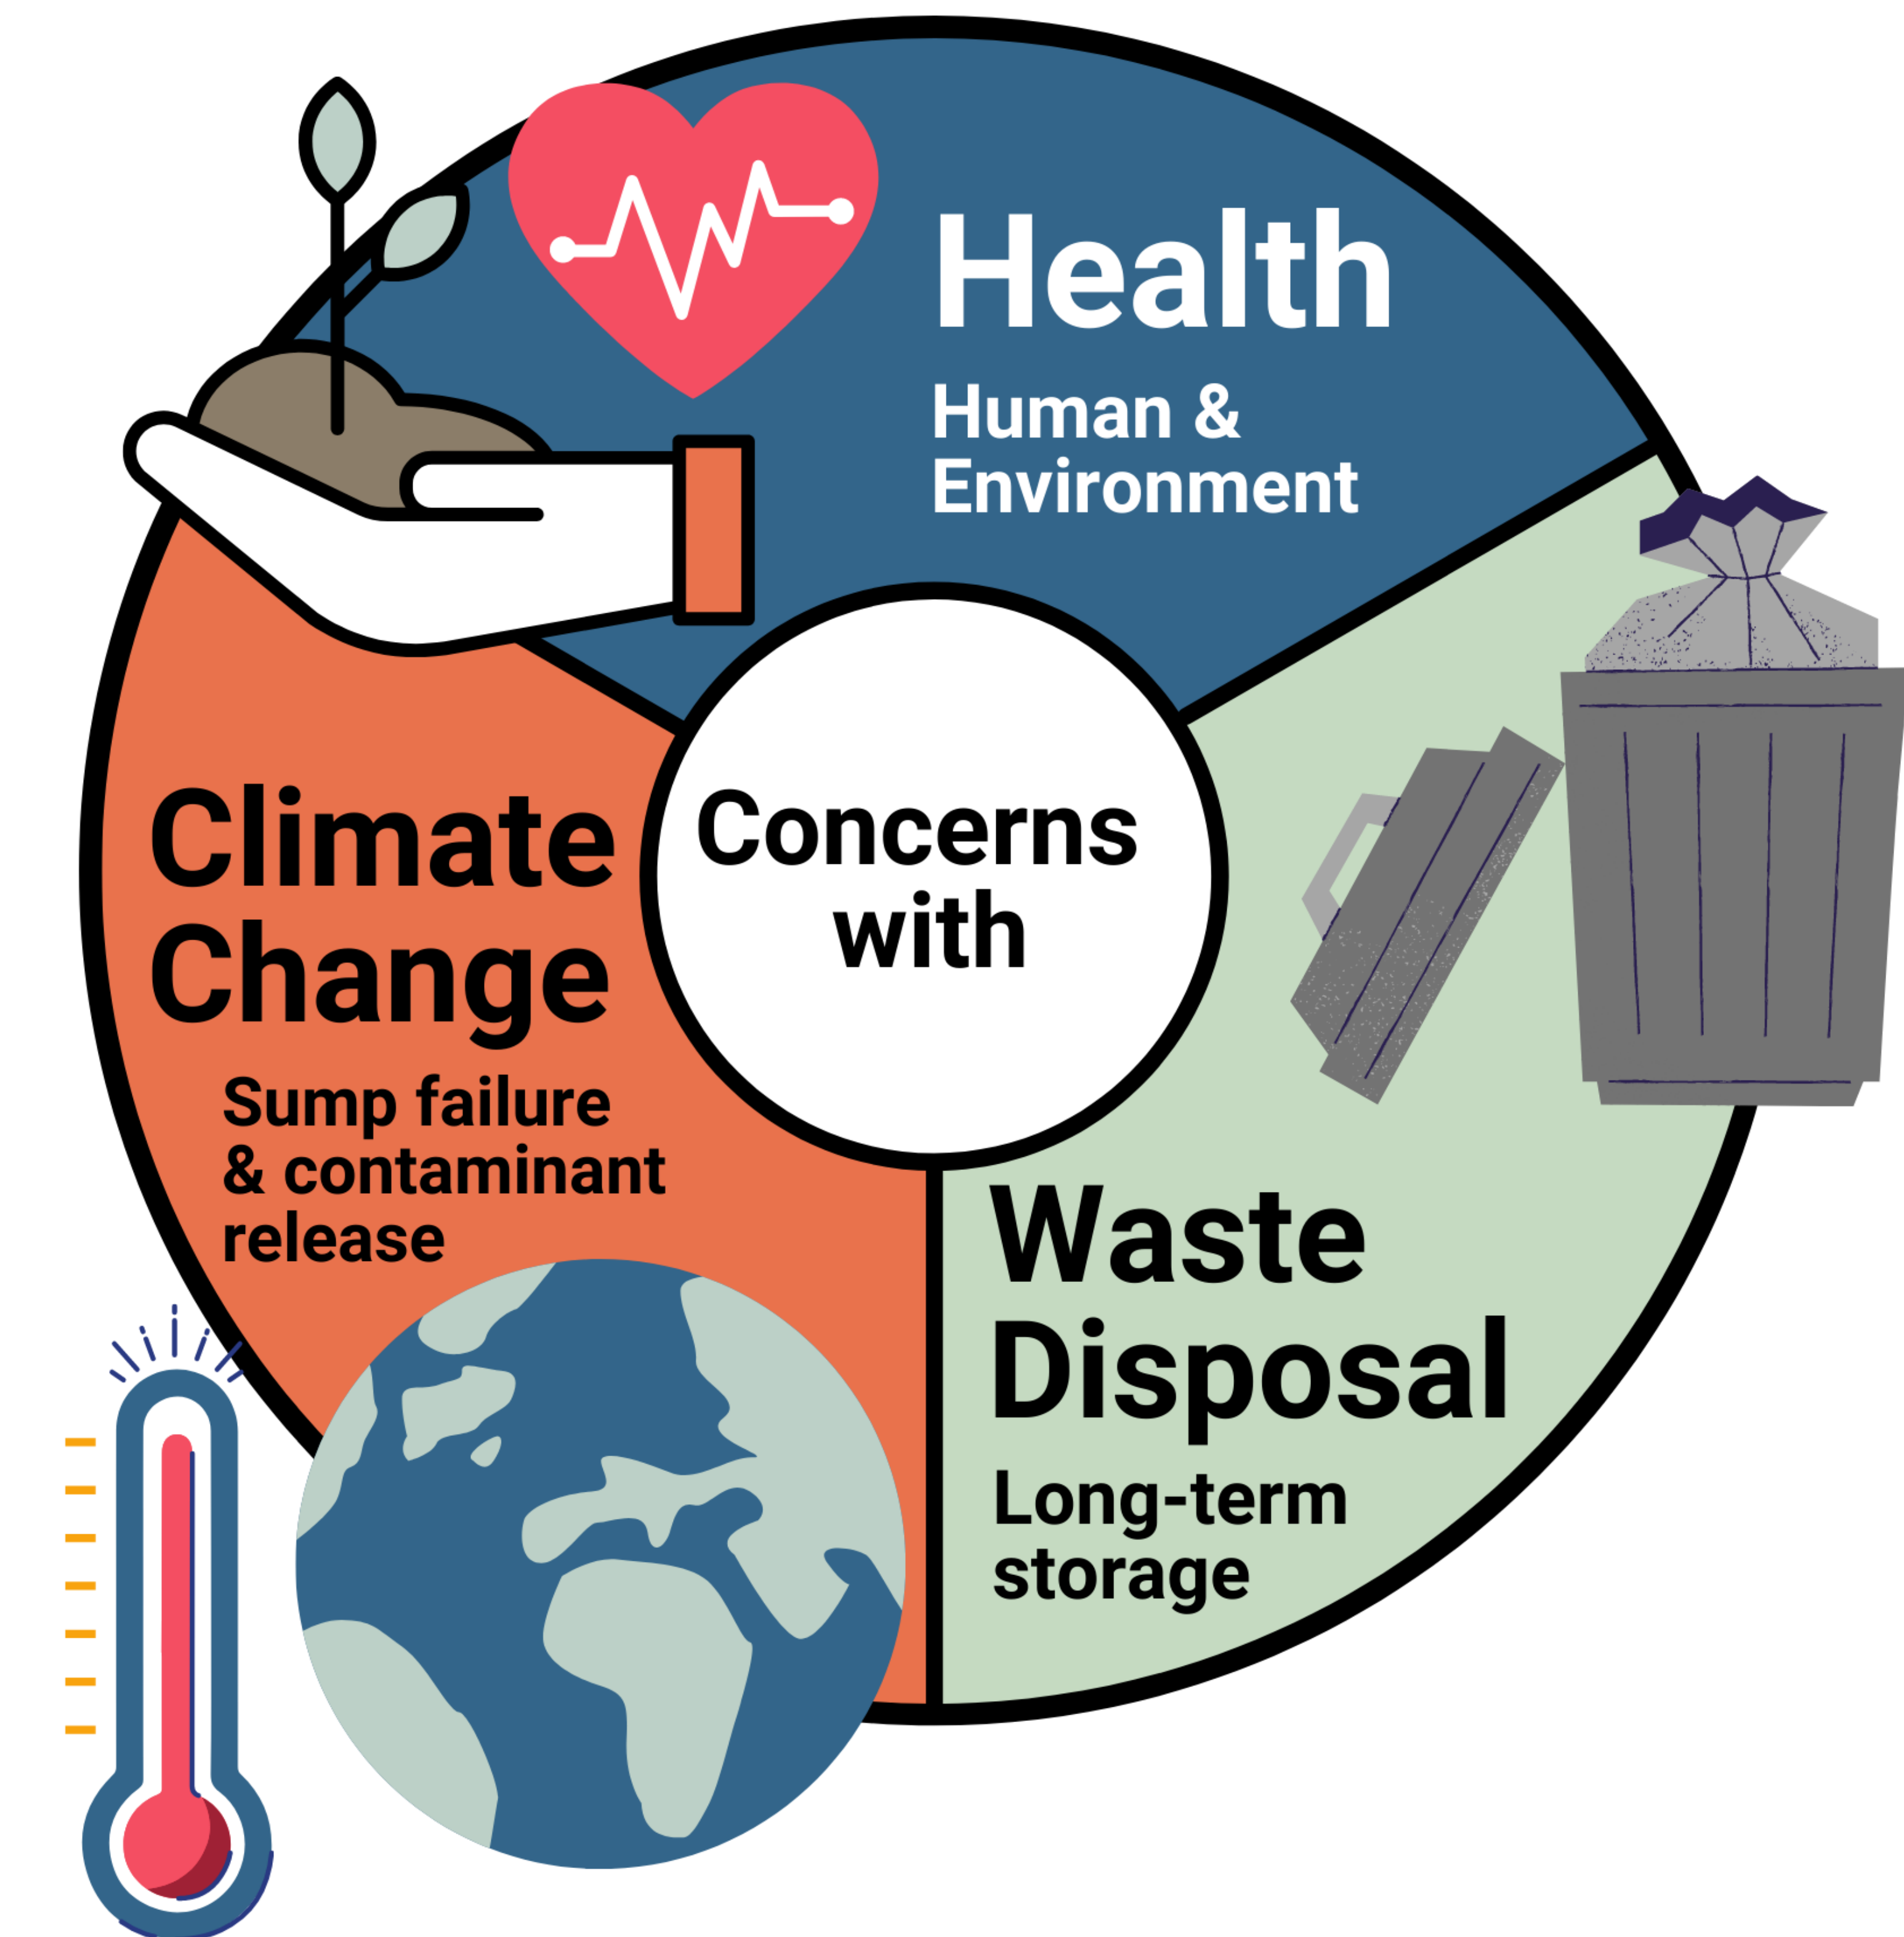 Health
Human &
Environment
Concerns
with
Climate
Change
Sump failure
& contaminant
release
Waste
Disposal
Long-term
storage